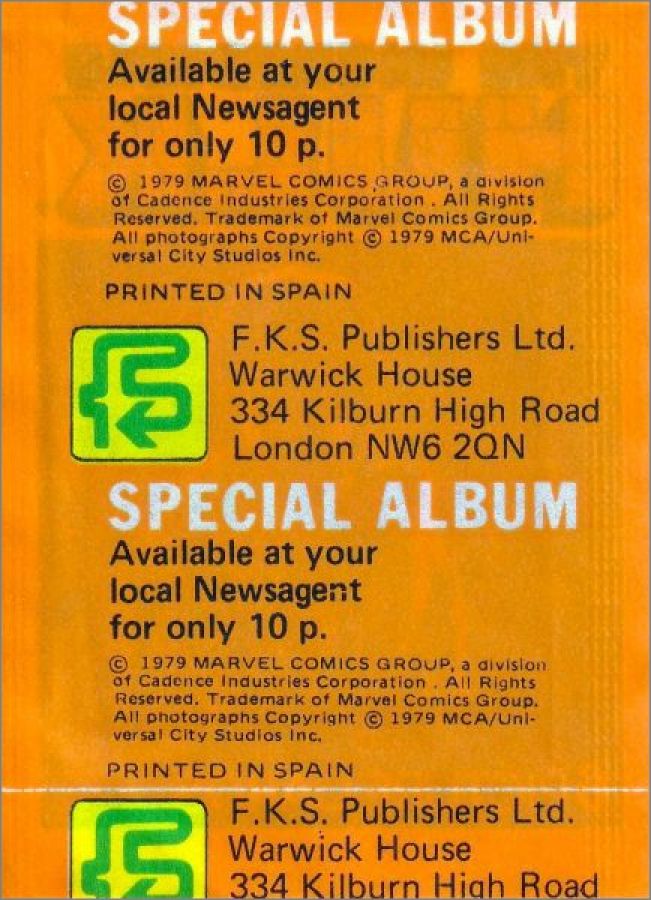 SPECIAL ALBUM
Available at your
local Newsagent
for only 10 p.
© 1979 MARVEL COMICS GROUP, a division
of Cadence Industries Corporation . All Rights
Reserved. Trademark of Marvel Comics Group.
All photographs Copyright © 1979 MCA/Uni-
versal City Studios Inc.
PRINTED IN SPAIN
F.K.S. Publishers Ltd.
Warwick House
334 Kilburn High Road
London NW6 2QN
SPECIAL ALBUM
Available at your
local Newsagent
for only 10 p.
© 1979 MARVEL COMICS GROUP, a division
of Cadence Industries Corporation . All Rights
Reserved. Trademark of Marvel Comics Group.
All photographs Copyright © 1979 MCA/Uni-
versal City Studios Inc.
PRINTED IN SPAIN
F.K.S. Publishers Ltd.
Warwick House
334 Kilburn High Road